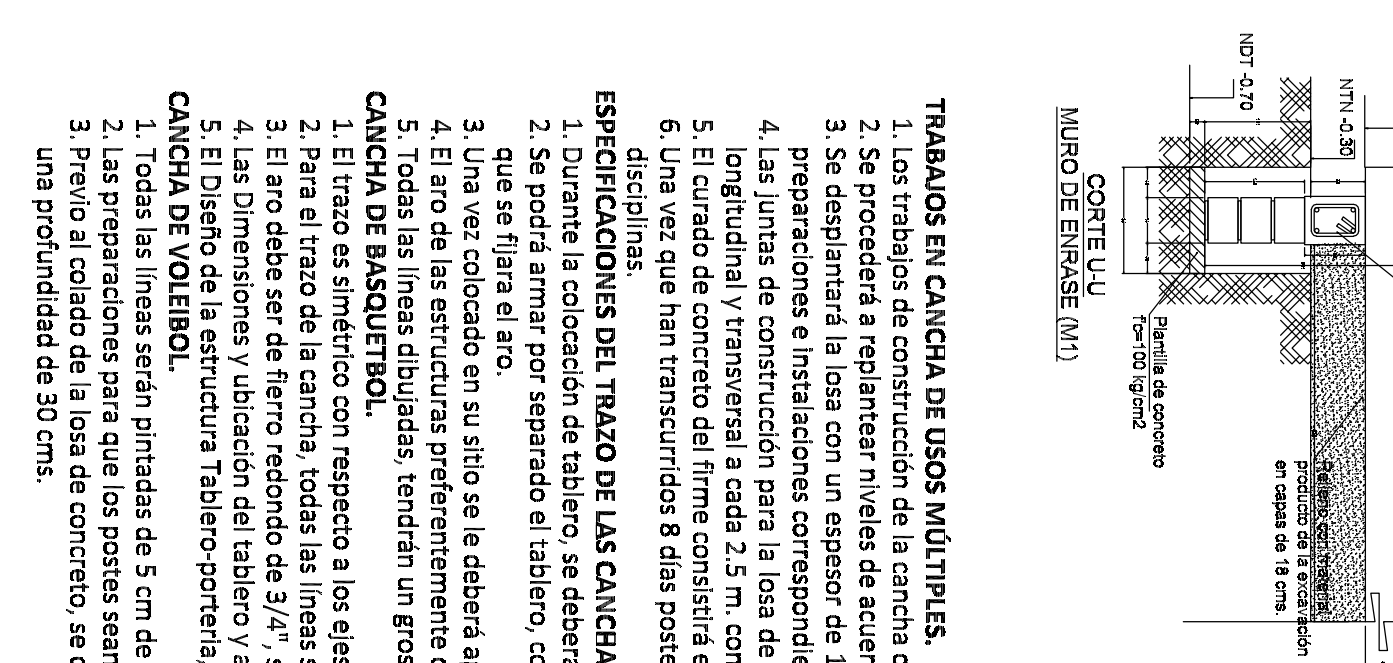 NTN -0.30
NDT -0.70
Relleno con material
producto de la excavación
en capas de 18 cms.
Plantilla de concreto
f'c=100 kg/cm2
CORTE U-U
MURO DE ENRASE (M1)
TRABAJOS EN CANCHA DE USOS MÚLTIPLES.
1. Los trabajos de construcción de la cancha
2. Se procederá a replantear niveles de
3. Se desplantará la losa con un espesor de
preparaciones e instalaciones
4. Las juntas de construcción para la losa de
longitudinal y transversal a cada 2.5 m.
5. El curado de concreto del firme consistirá
6. Una vez que han transcurridos 8 días
disciplinas.
ESPECIFICACIONES DEL TRAZO DE LAS CANCHA
1. Durante la colocación de tablero, se
2. Se podrá armar por separado el tablero,
que se fijara el aro.
3. Una vez colocado en su sitio se le deberá
4. El aro de las estructuras preferentemente
5. Todas las líneas dibujadas, tendrán un
CANCHA DE BASQUETBOL.
1. El trazo es simétrico con respecto a los ejes
2. Para el trazo de la cancha, todas las líneas
3. El aro debe ser de fierro redondo de 3/4",
4. Las Dimensiones y ubicación del tablero y
5. El Diseño de la estructura Tablero-porteria,
CANCHA DE VOLEIBOL.
1. Todas las líneas serán pintadas de 5 cm de
2. Las preparaciones para que los postes
3. Previo al colado de la losa de concreto, se
una profundidad de 30 cms.